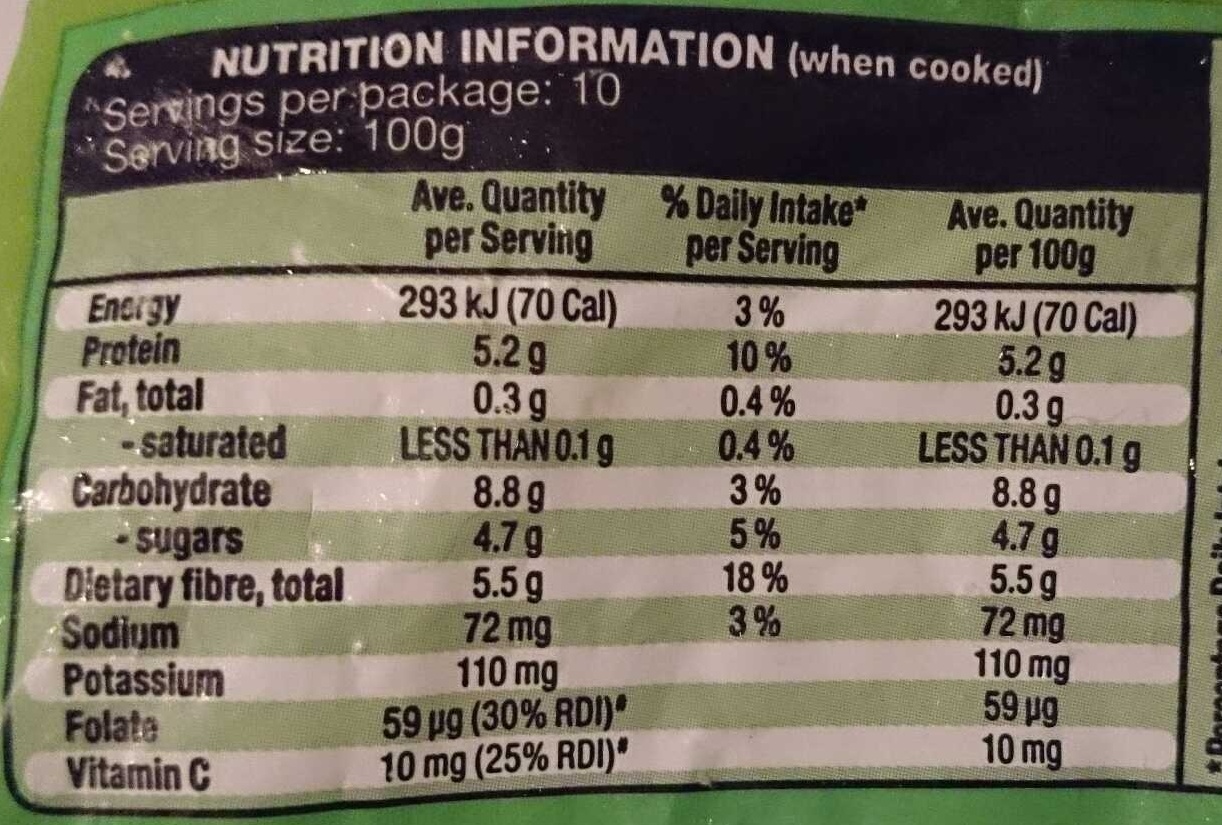 NUTRITION INFORMATION (when cooked)
^Servings per package: 10
Serving size: 100g
Ave. Quantity per Serving % Daily Intake* per Serving Ave. Quantity per 100g
Energy 293 kJ (70 Cal) 3 % 293 kJ (70 Cal)
Protein 5.2 g 10 % 5.2 g
Fat, total 0.3 g 0.4 % 0.3 g
- saturated LESS THAN 0.1 g 0.4 % LESS THAN 0.1 g
Carbohydrate 8.8 g 3 % 8.8 g
- sugars 4.7 g 5 % 4.7 g
Dietary fibre, total 5.5 g 18 % 5.5 g
Sodium 72 mg 3 % 72 mg
Potassium 110 mg 110 mg
Folate 59 µg (30% RDI)# 59 µg
Vitamin C 10 mg (25% RDI)# 10 mg